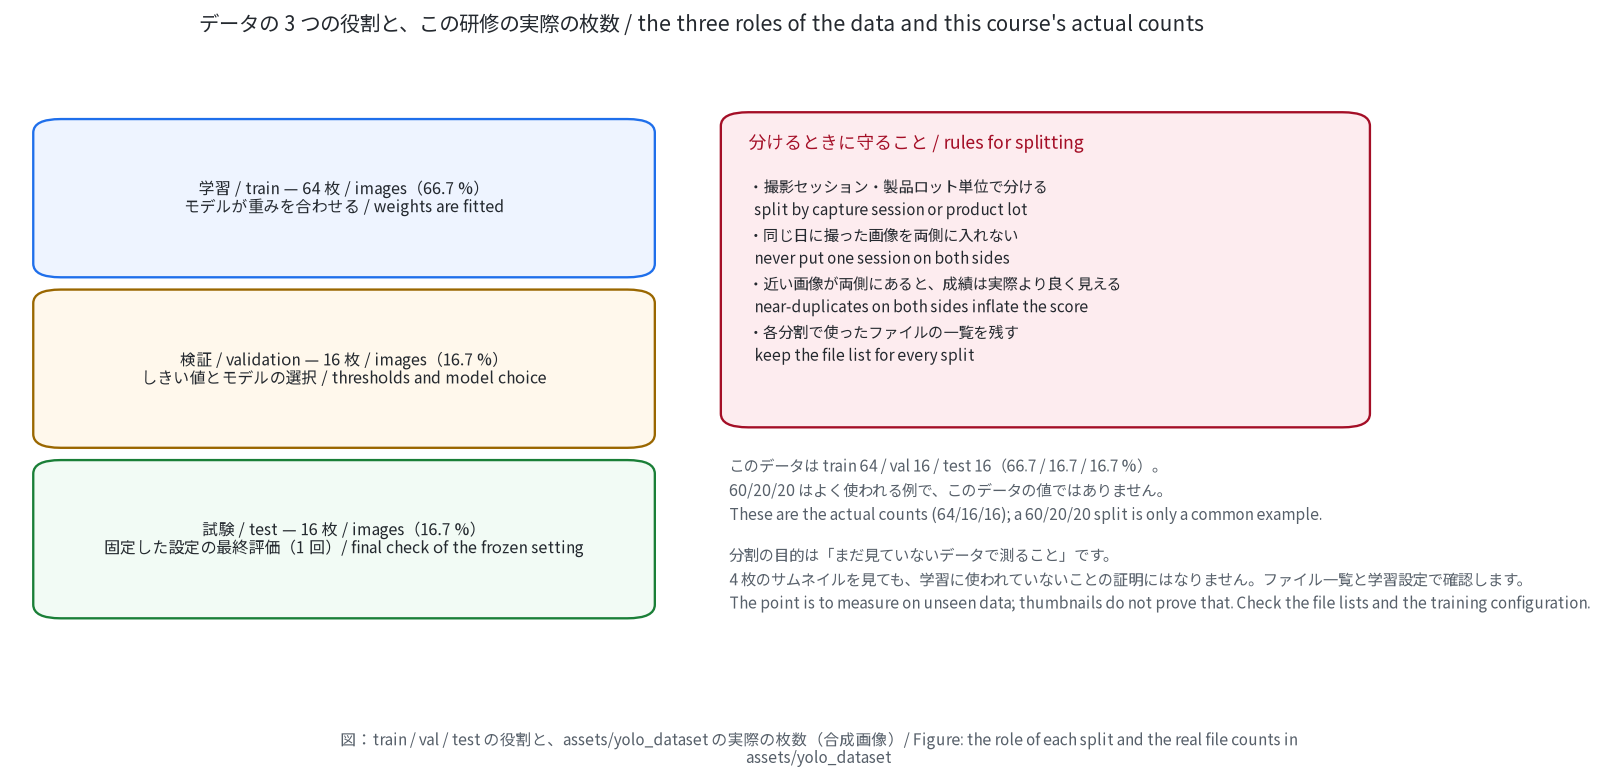 データの 3 つの役割と、この研修の実際の枚数 / the three roles of the data and this course's actual counts
学習 / train — 64 枚 / images（66.7 %）
モデルが重みを合わせる / weights are fitted
検証 / validation — 16 枚 / images（16.7 %）
しきい値とモデルの選択 / thresholds and model choice
試験 / test — 16 枚 / images（16.7 %）
固定した設定の最終評価（1 回）/ final check of the frozen setting
分けるときに守ること / rules for splitting
・撮影セッション・製品ロット単位で分ける
split by capture session or product lot
・同じ日に撮った画像を両側に入れない
never put one session on both sides
・近い画像が両側にあると、成績は実際より良く見える
near-duplicates on both sides inflate the score
・各分割で使ったファイルの一覧を残す
keep the file list for every split
このデータは train 64 / val 16 / test 16（66.7 / 16.7 / 16.7 %）。
60/20/20 はよく使われる例で、このデータの値ではありません。
These are the actual counts (64/16/16); a 60/20/20 split is only a common example.
分割の目的は「まだ見ていないデータで測ること」です。
4 枚のサムネイルを見ても、学習に使われていないことの証明にはなりません。ファイル一覧と学習設定で確認します。
The point is to measure on unseen data; thumbnails do not prove that. Check the file lists and the training configuration.
図：train / val / test の役割と、assets/yolo_dataset の実際の枚数（合成画像）/ Figure: the role of each split and the real file counts in
assets/yolo_dataset